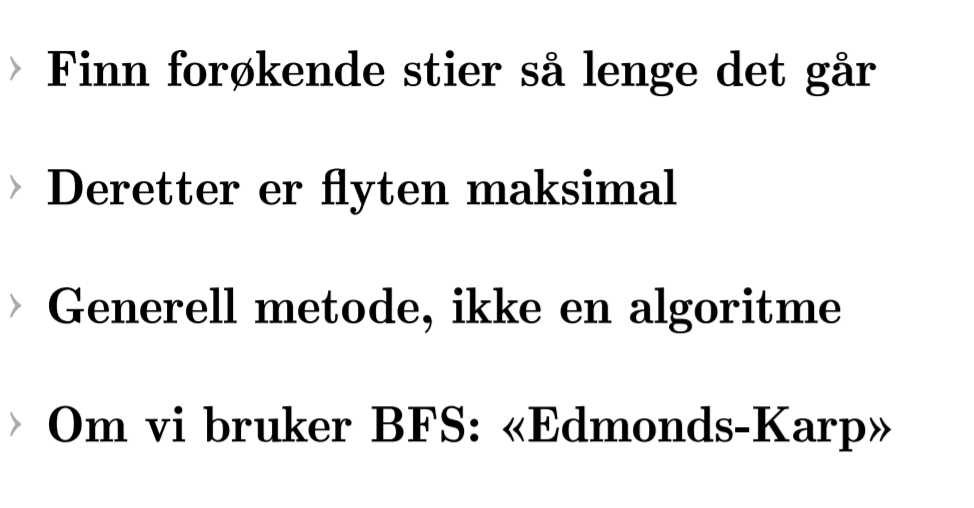 › Finn forøkende stier så lenge det går
› Deretter er flyten maksimal
› Generell metode, ikke en algoritme
› Om vi bruker BFS: «Edmonds-Karp»